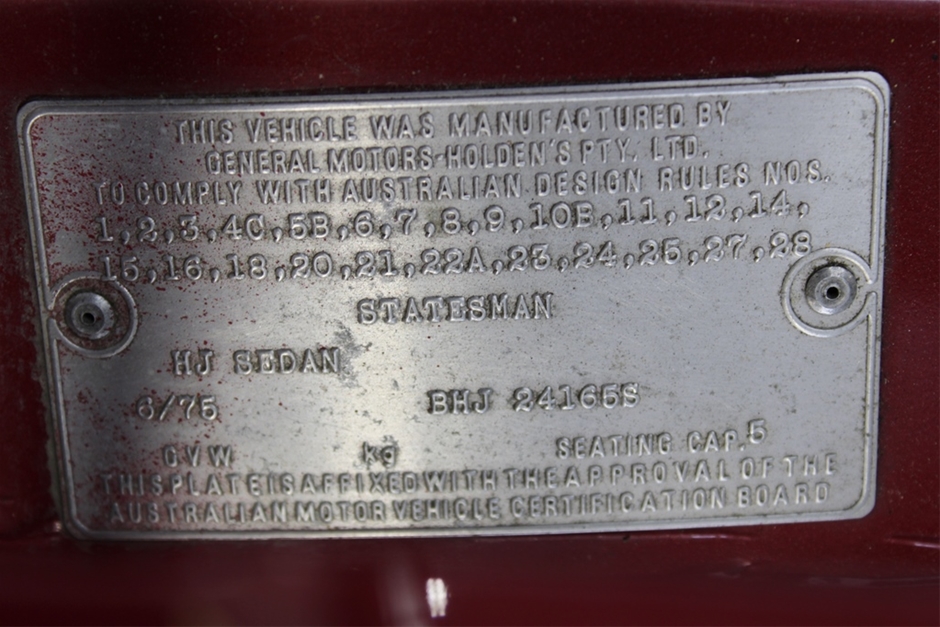 THIS VEHICLE WAS MANUFACTURED BY
GENERAL MOTORS-HOLDEN'S PTY. LTD.
TO COMPLY WITH AUSTRALIAN DESIGN RULES NOS.
1,2,3,4C,5B,6,7,8,9,10B,11,12,14,
15,16,18,20,21,22A,23,24,25,27,28
STATESMAN
HJ SEDAN
6/75 BHJ 24165S
GVW kg SEATING CAP. 5
THIS PLATE IS AFFIXED WITH THE APPROVAL OF THE
AUSTRALIAN MOTOR VEHICLE CERTIFICATION BOARD